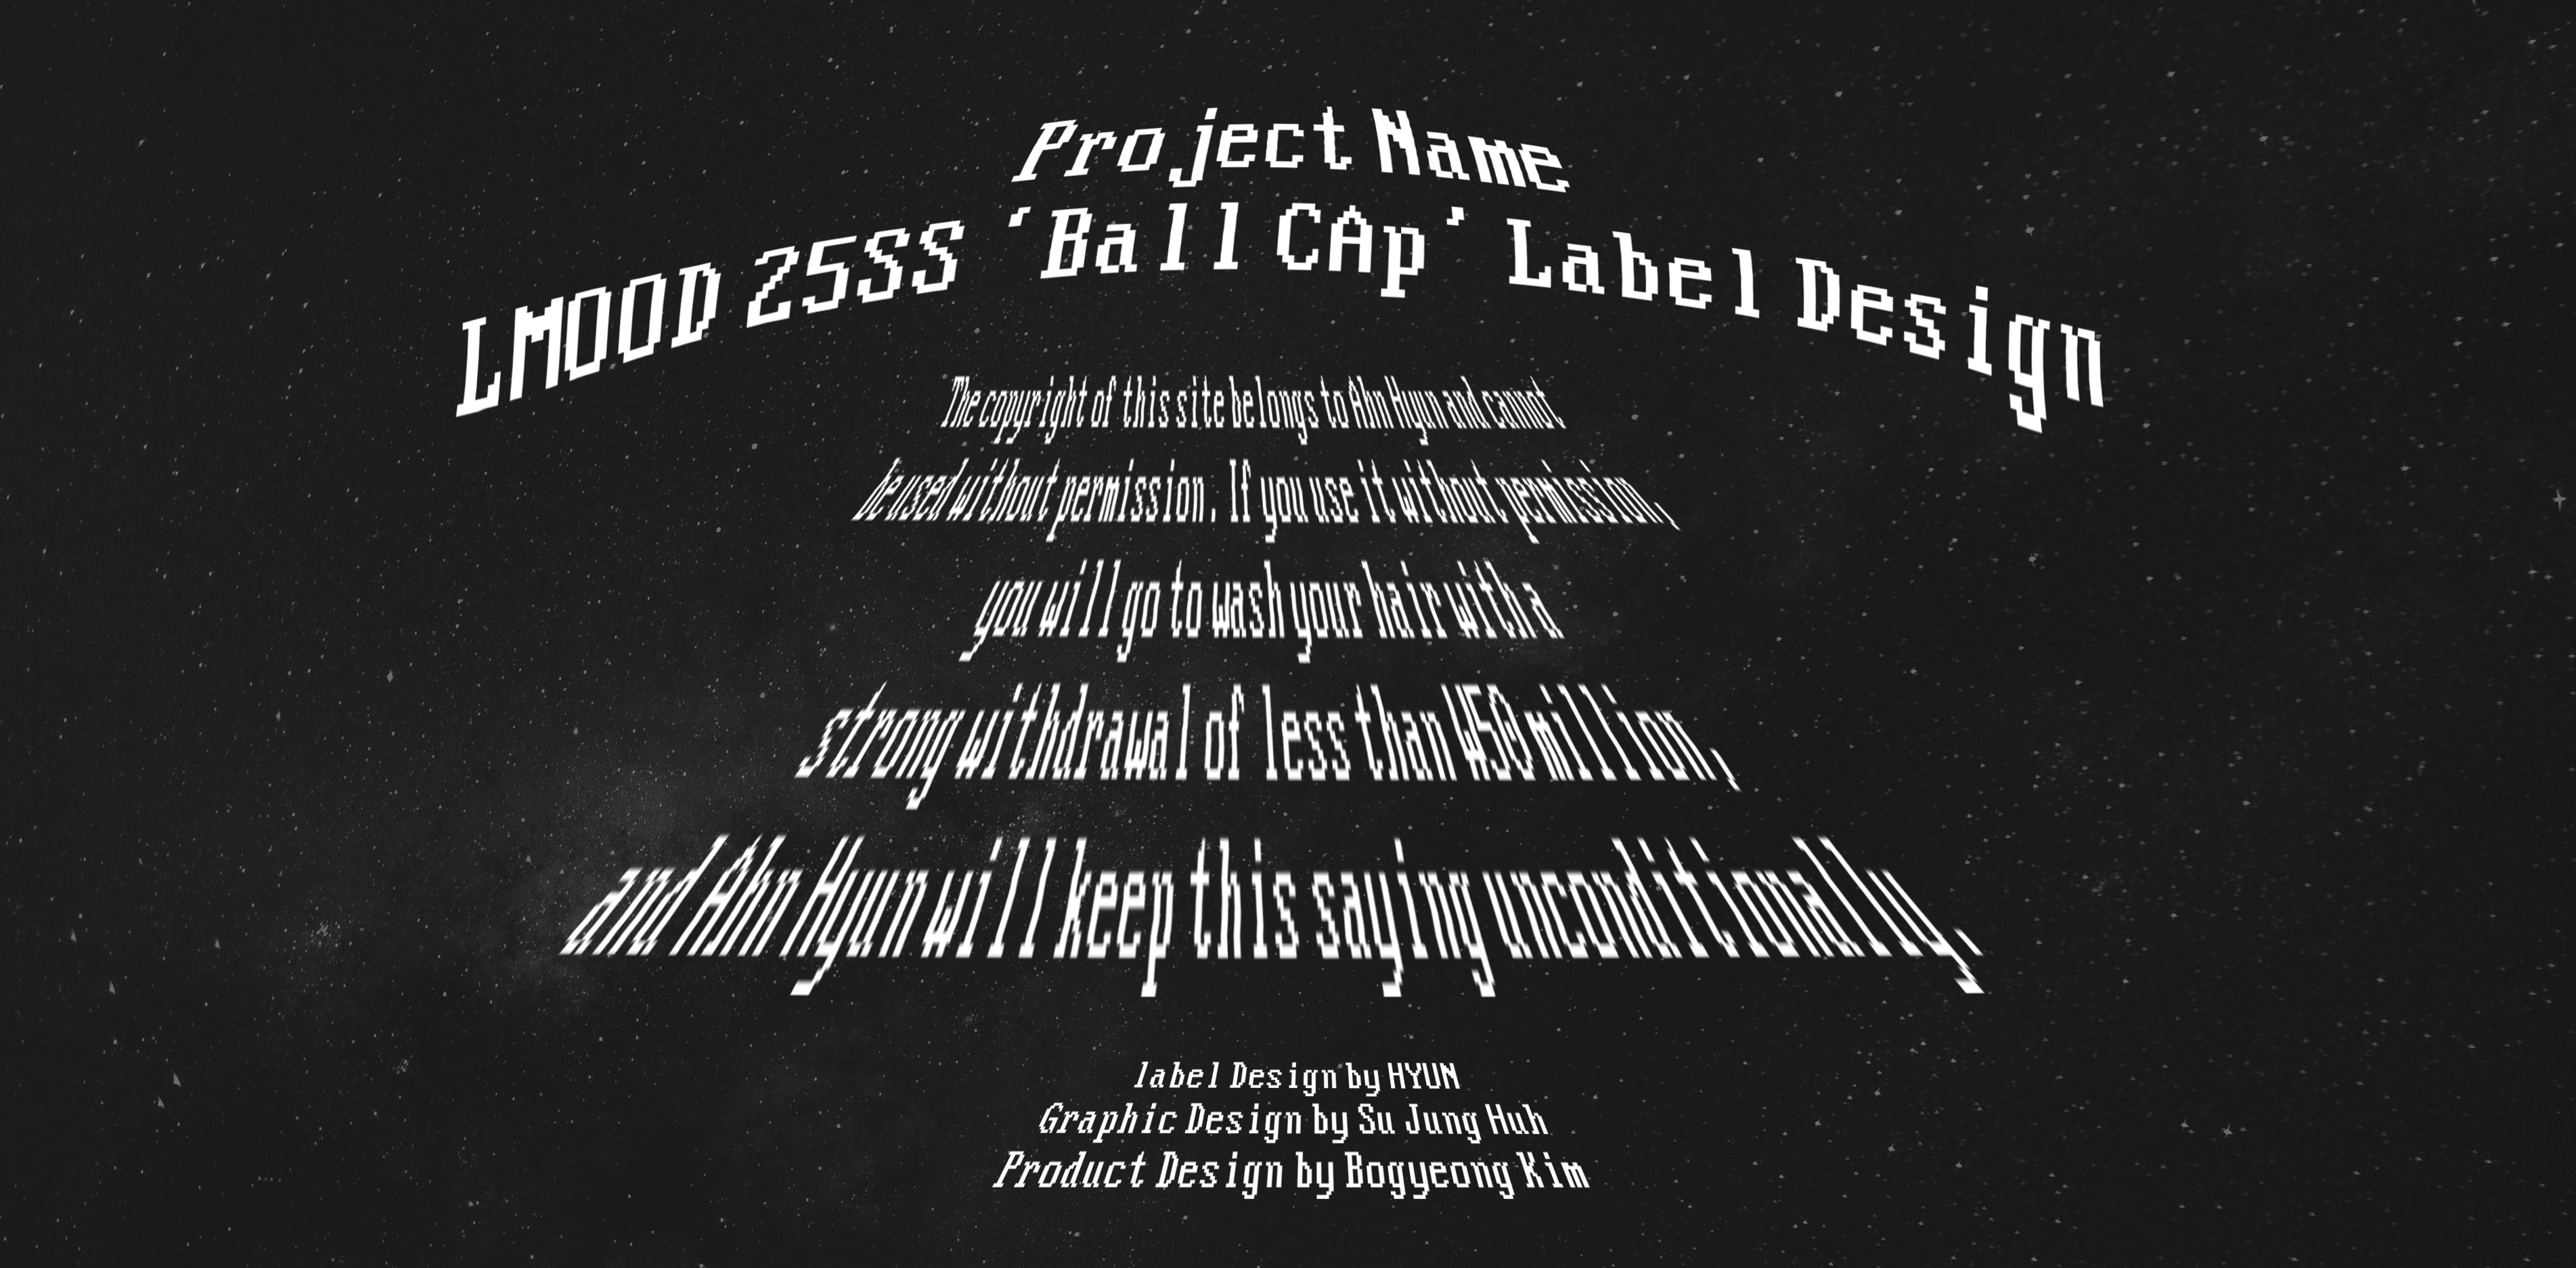 Project Name
LMOOD 25SS 'Ball CAp' Label Design
The copyright of this site belongs to Ahn Hyun and cannot
be used without permission. If you use it without permission,
you will go to wash your hair with a
strong withdrawal of less than ₩50 million,
and Ahn Hyun will keep this saying unconditionally.
label Design by HYUN
Graphic Design by Su Jung Huh
Product Design by Bogyeong Kim